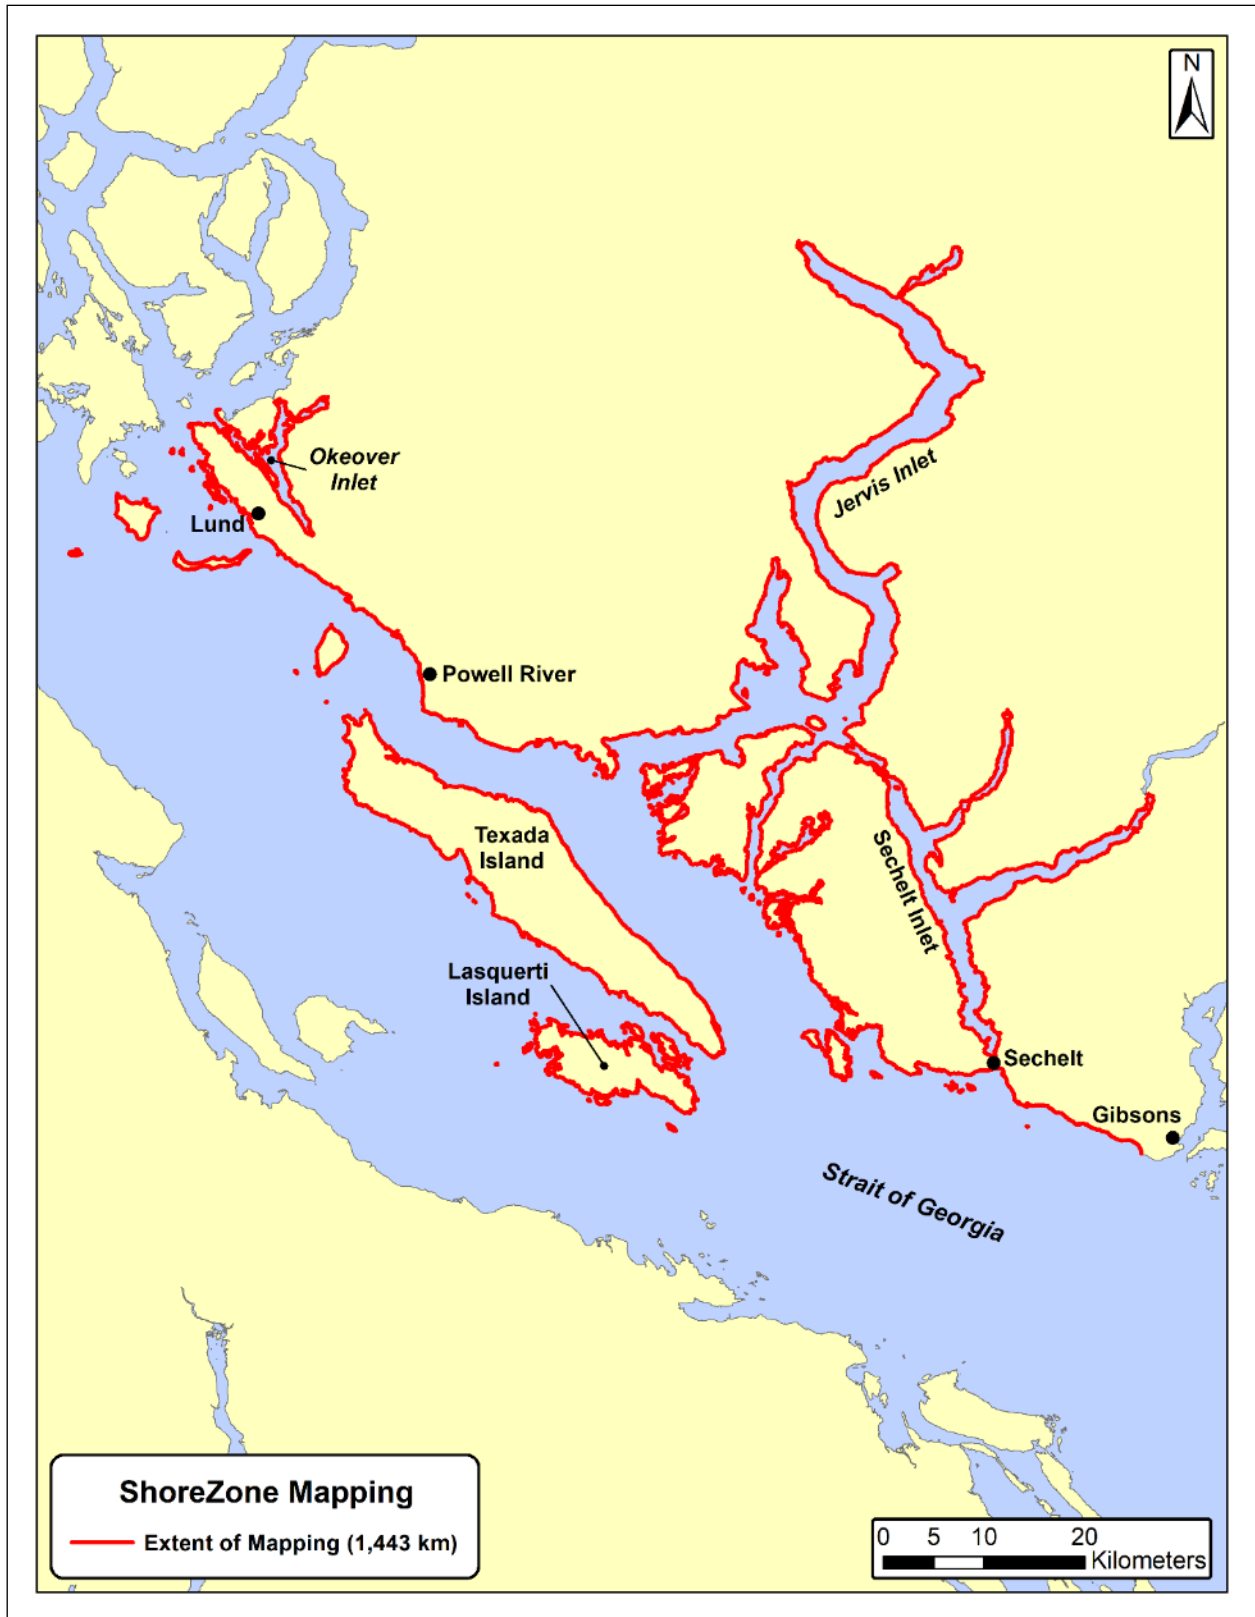 N
Okeover
Inlet
Lund
Jervis Inlet
Powell River
Texada
Island
Sechelt Inlet
Lasquerti
Island
Sechelt
Gibsons
Strait of Georgia
ShoreZone Mapping
Extent of Mapping (1,443 km)
0 5 10 20
Kilometers